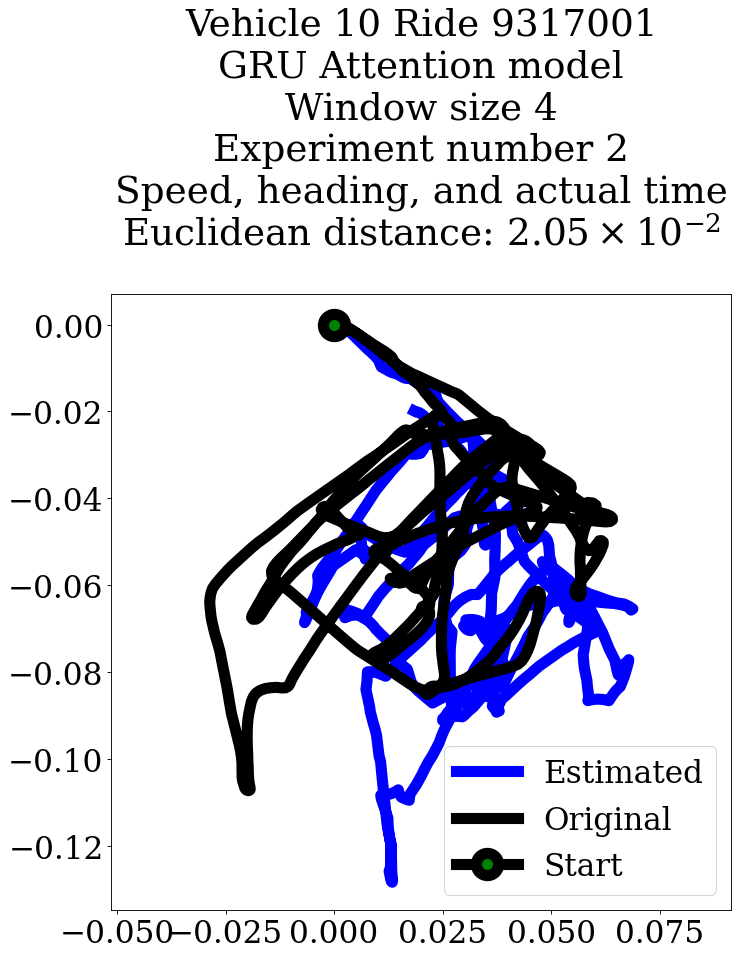 Vehicle 10 Ride 9317001
GRU Attention model
Window size 4
Experiment number 2
Speed, heading, and actual time
Euclidean distance: 2.05 × 10⁻²
0.00
−0.02
−0.04
−0.06
−0.08
−0.10
−0.12
Estimated
Original
Start
−0.050 −0.025 0.000 0.025 0.050 0.075